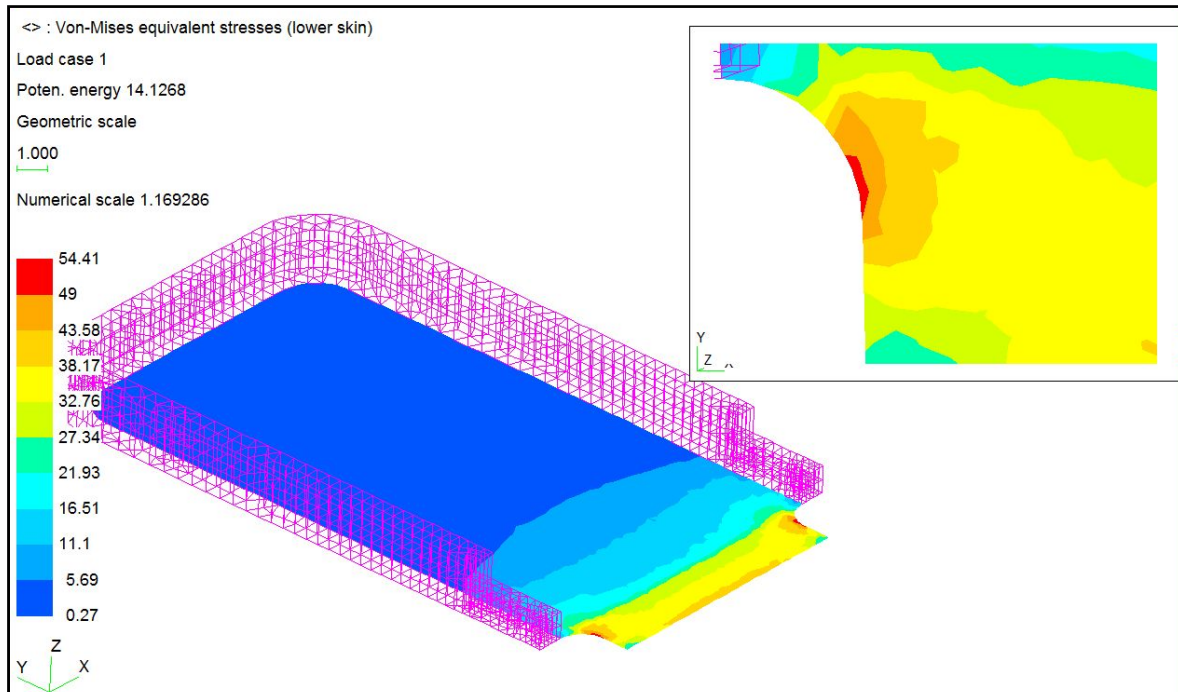 <> : Von-Mises equivalent stresses (lower skin)
Load case 1
Poten. energy 14.1268
Geometric scale
1.000
Numerical scale 1.169286
54.41
49
43.58
38.17
32.76
27.34
21.93
16.51
11.1
5.69
0.27
Z
Y X
Y
Z